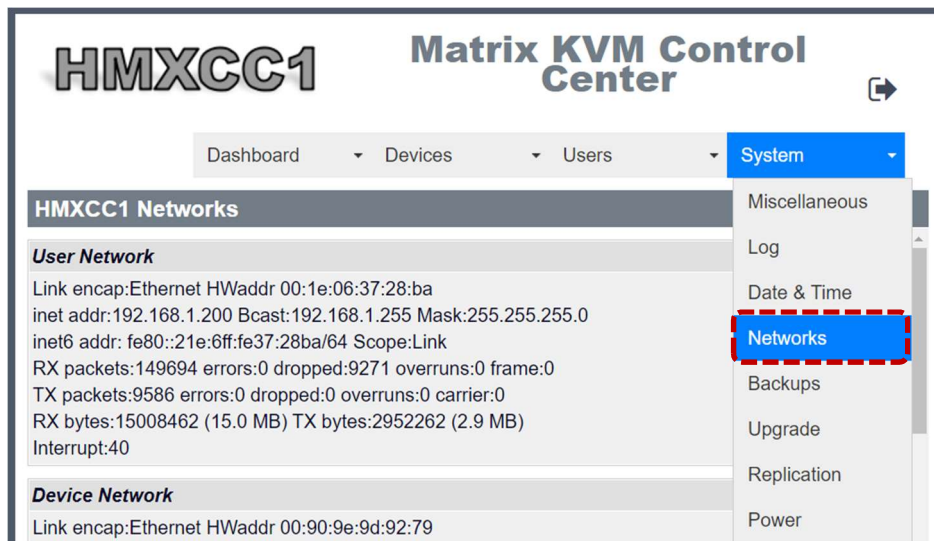 HMXCC1
Matrix KVM Control
Center
Dashboard Devices Users System
HMXCC1 Networks
User Network
Link encap:Ethernet HWaddr 00:1e:06:37:28:ba
inet addr:192.168.1.200 Bcast:192.168.1.255 Mask:255.255.255.0
inet6 addr: fe80::21e:6ff:fe37:28ba/64 Scope:Link
RX packets:149694 errors:0 dropped:9271 overruns:0 frame:0
TX packets:9586 errors:0 dropped:0 overruns:0 carrier:0
RX bytes:15008462 (15.0 MB) TX bytes:2952262 (2.9 MB)
Interrupt:40
Device Network
Link encap:Ethernet HWaddr 00:90:9e:9d:92:79
Miscellaneous
Log
Date & Time
Networks
Backups
Upgrade
Replication
Power